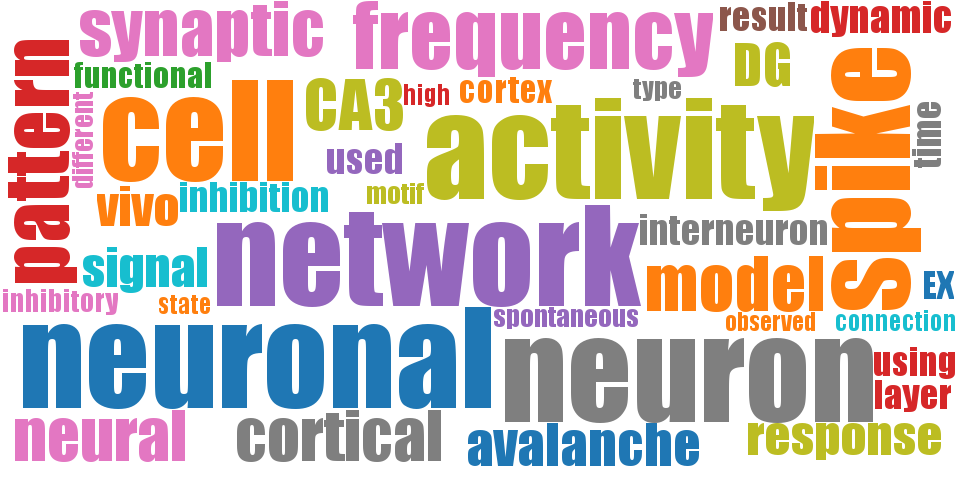 synaptic
frequency
result
dynamic
pattern
functional
different
cell
CA3
high
cortex
type
DG
spike
time
used
activity
vivo
inhibition
motif
network
interneuron
signal
model
EX
inhibitory
state
spontaneous
observed
connection
neuronal
neuron
using
layer
neural
cortical
avalanche
response